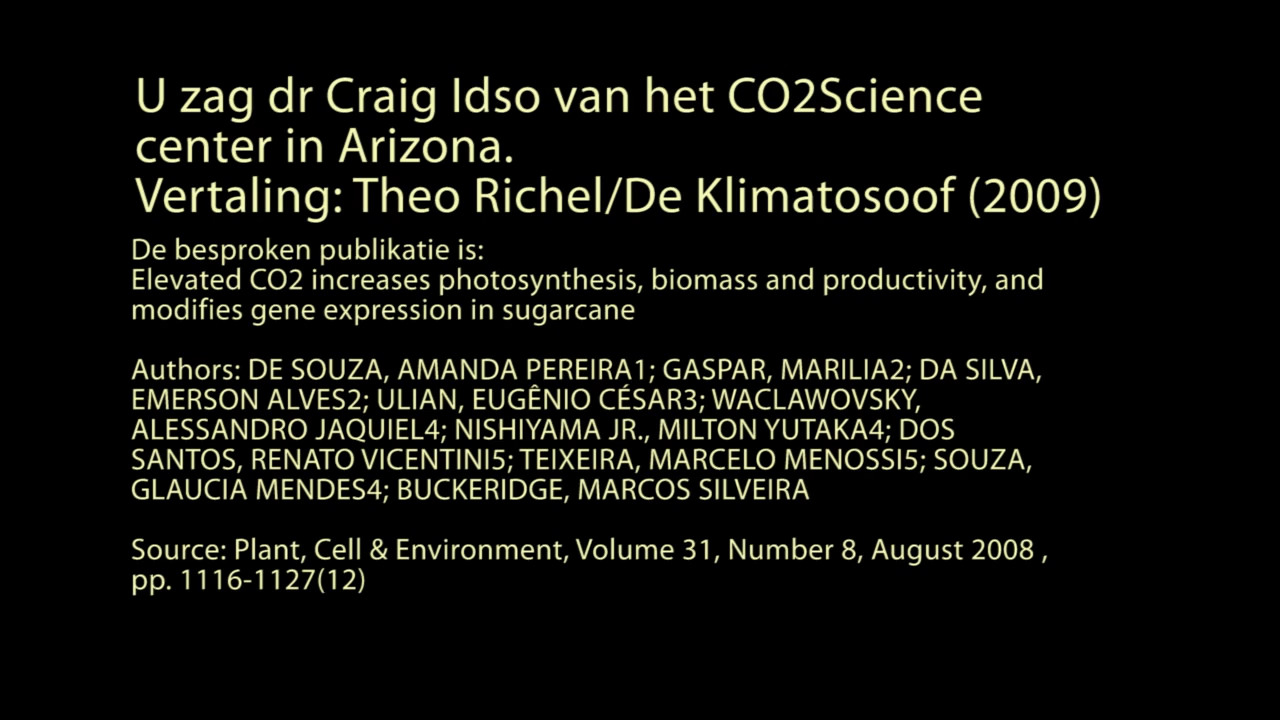 U zag dr Craig Idso van het CO2Science
center in Arizona.
Vertaling: Theo Richel/De Klimatosoof (2009)
De besproken publikatie is:
Elevated CO2 increases photosynthesis, biomass and productivity, and
modifies gene expression in sugarcane
Authors: DE SOUZA, AMANDA PEREIRA1; GASPAR, MARILIA2; DA SILVA,
EMERSON ALVES2; ULIAN, EUGÊNIO CÉSAR3; WACLAWOVSKY,
ALESSANDRO JAQUIEL4; NISHIYAMA JR., MILTON YUTAKA4; DOS
SANTOS, RENATO VICENTINI5; TEIXEIRA, MARCELO MENOSSI5; SOUZA,
GLAUCIA MENDES4; BUCKERIDGE, MARCOS SILVEIRA
Source: Plant, Cell & Environment, Volume 31, Number 8, August 2008 ,
pp. 1116-1127(12)